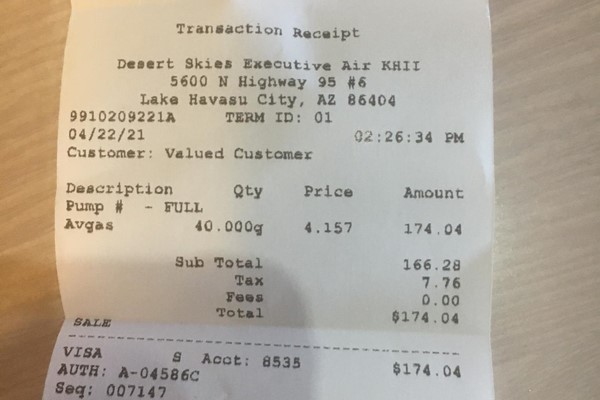 Transaction Receipt
Desert Skies Executive Air KHII
5600 N Highway 95 #6
Lake Havasu City, AZ 86404
9910209221A TERM ID: 01
04/22/21 02:26:34 PM
Customer: Valued Customer
Description Qty Price Amount
Pump # - FULL
Avgas 40.000g 4.157 174.04
Sub Total 166.28
Tax 7.76
Fees 0.00
Total $174.04
SALE
VISA S Acct: 8535 $174.04
AUTH: A-04586C
Seq: 007147